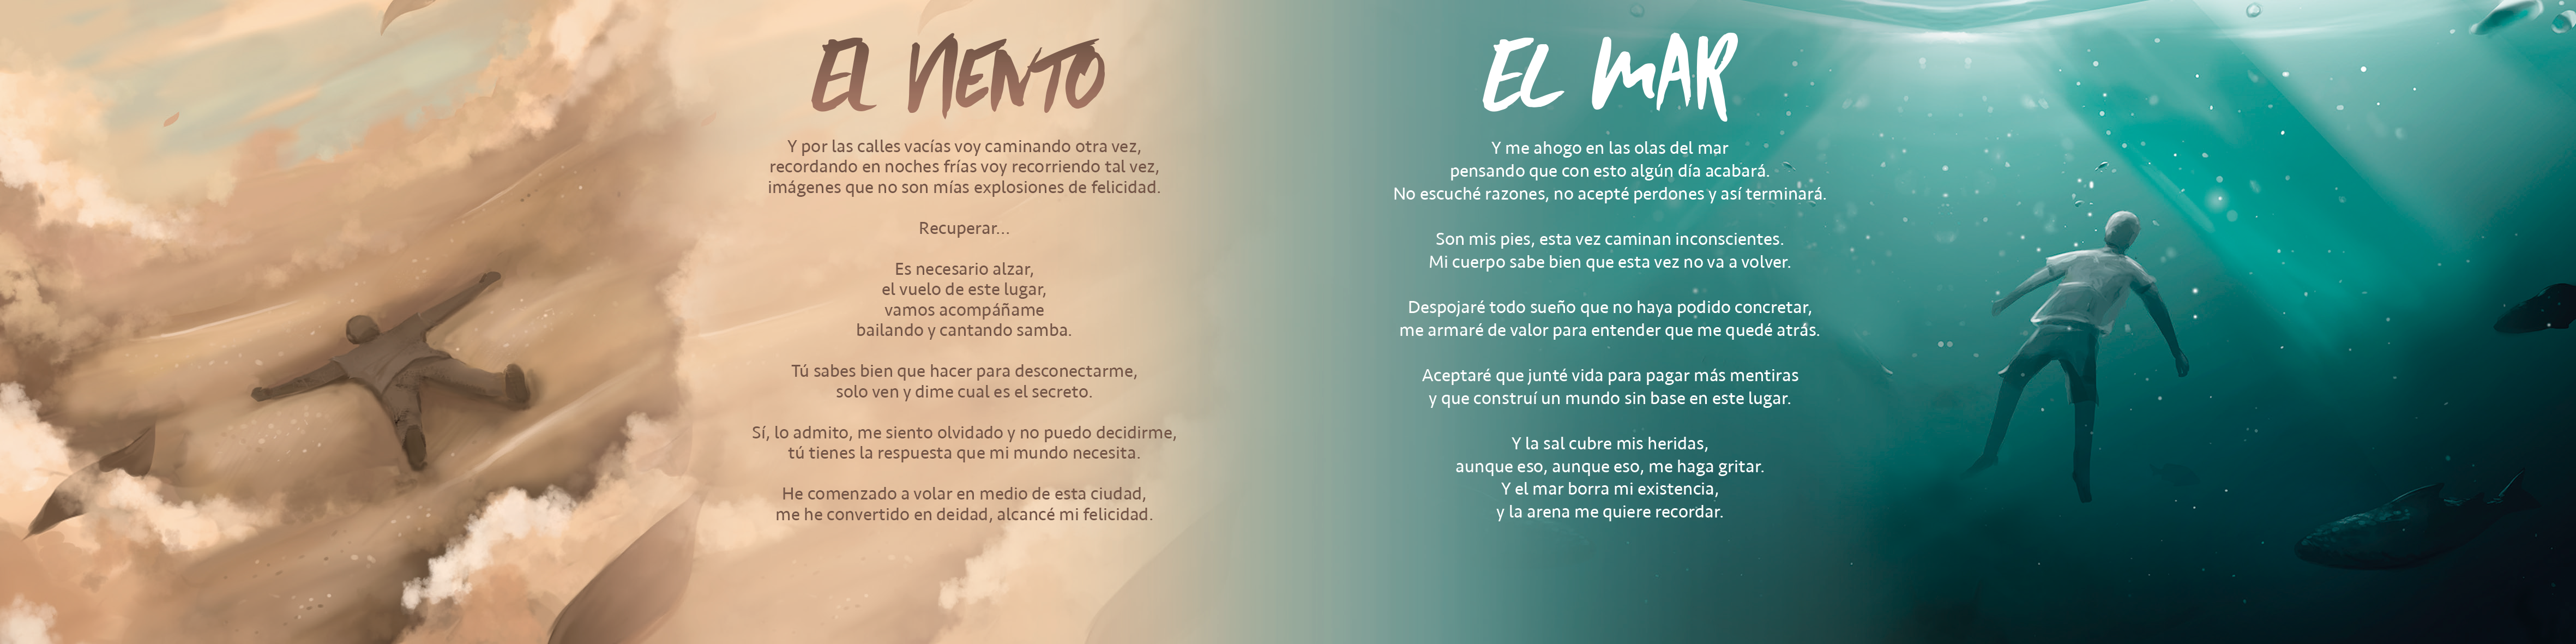 EL VIENTO
Y por las calles vacías voy caminando otra vez,
recordando en noches frías voy recorriendo tal vez,
imágenes que no son mías explosiones de felicidad.
Recuperar...
Es necesario alzar,
el vuelo de este lugar,
vamos acompáñame
bailando y cantando samba.
Tú sabes bien que hacer para desconectarme,
solo ven y dime cual es el secreto.
Sí, lo admito, me siento olvidado y no puedo decidirme,
tú tienes la respuesta que mi mundo necesita.
He comenzado a volar en medio de esta ciudad,
me he convertido en deidad, alcancé mi felicidad.
EL MAR
Y me ahogo en las olas del mar
pensando que con esto algún día acabará.
No escuché razones, no acepté perdones y así terminará.
Son mis pies, esta vez caminan inconscientes.
Mi cuerpo sabe bien que esta vez no va a volver.
Despojaré todo sueño que no haya podido concretar,
me armaré de valor para entender que me quedé atrás.
Aceptaré que junté vida para pagar más mentiras
y que construí un mundo sin base en este lugar.
Y la sal cubre mis heridas,
aunque eso, aunque eso, me haga gritar.
Y el mar borra mi existencia,
y la arena me quiere recordar.